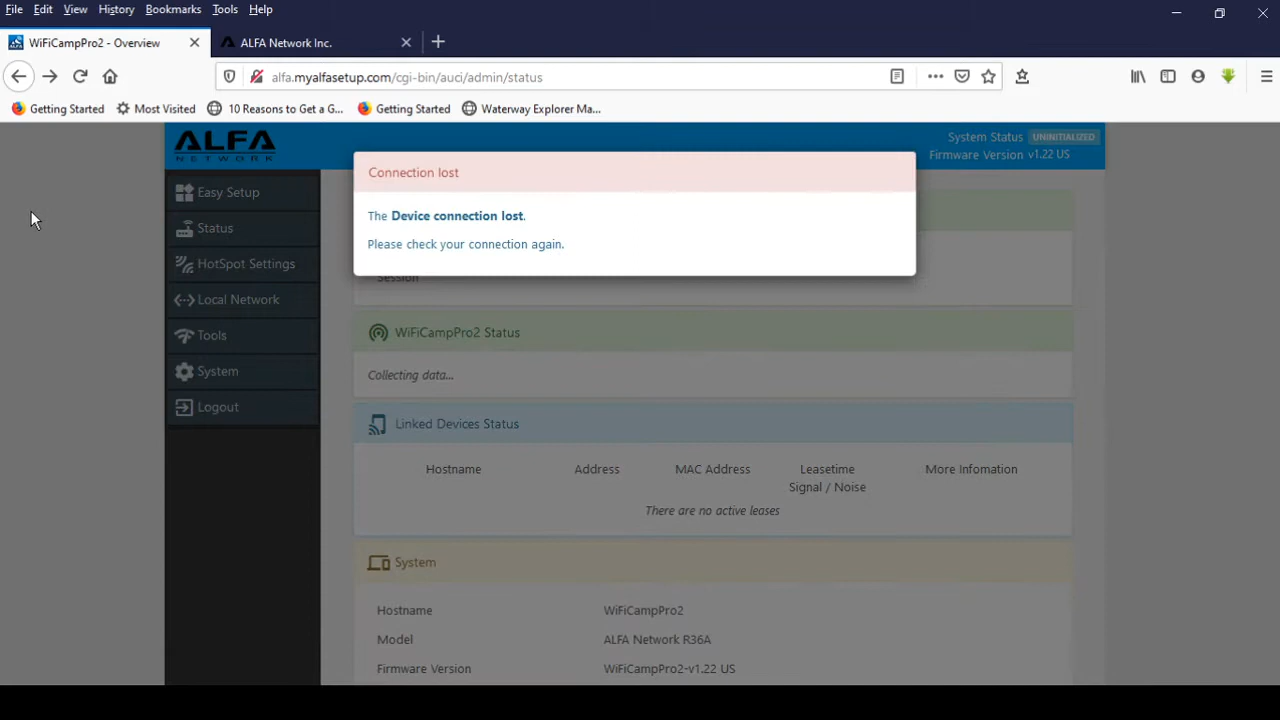 File Edit View History Bookmarks Tools Help
WiFiCampPro2 - Overview
ALFA Network Inc.
alfa.myalfasetup.com/cgi-bin/auci/admin/status
Getting Started Most Visited 10 Reasons to Get a G... Getting Started Waterway Explorer Ma...
ALFA
NETWORK
System Status UNINITIALIZED
Firmware Version v1.22 US
Easy Setup
Status
HotSpot Settings
Local Network
Tools
System
Logout
Connection lost
The Device connection lost.
Please check your connection again.
Session
WiFiCampPro2 Status
Collecting data...
Linked Devices Status
Hostname Address MAC Address Leasetime More Infomation
Signal / Noise
There are no active leases
System
Hostname WiFiCampPro2
Model ALFA Network R36A
Firmware Version WiFiCampPro2-v1.22 US